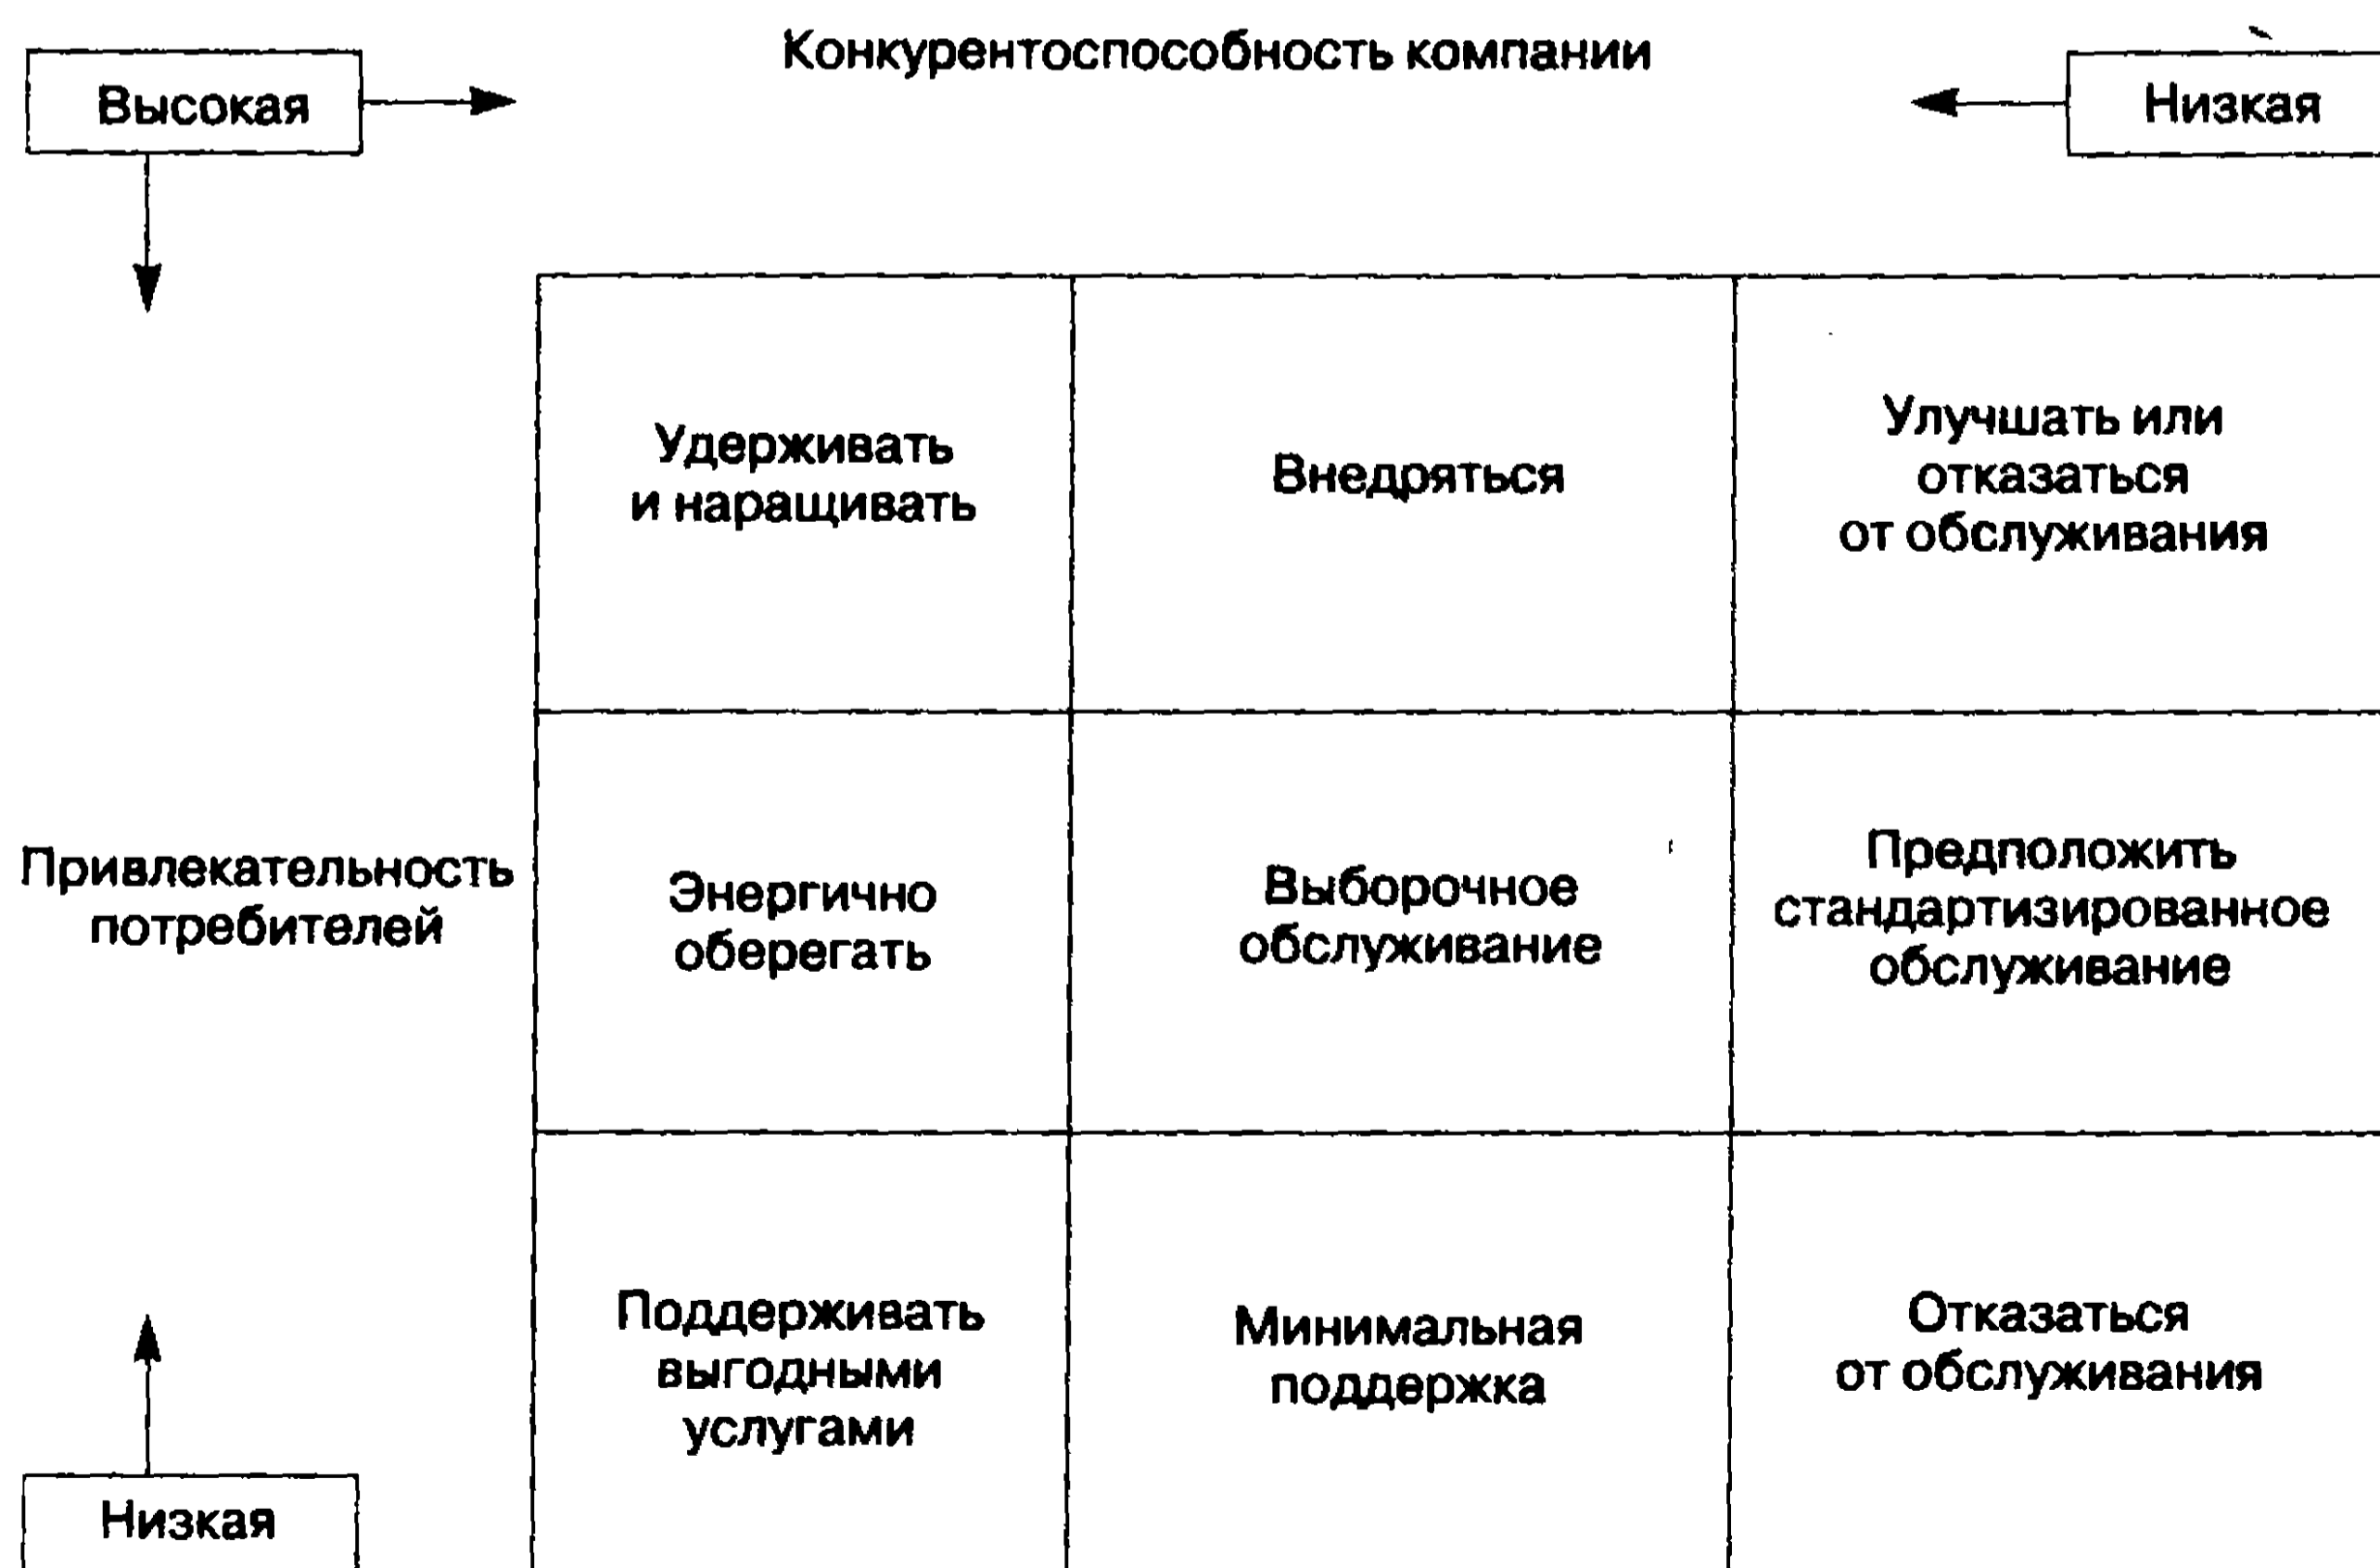 Конкурентоспособность компании
Высокая
Низкая
Удерживать
и наращивать
Внедряться
Улучшать или
отказаться
от обслуживания
Привлекательность
потребителей
Энергично
оберегать
Выборочное
обслуживание
Предположить
стандартизированное
обслуживание
Поддерживать
выгодными
услугами
Минимальная
поддержка
Отказаться
от обслуживания
Низкая